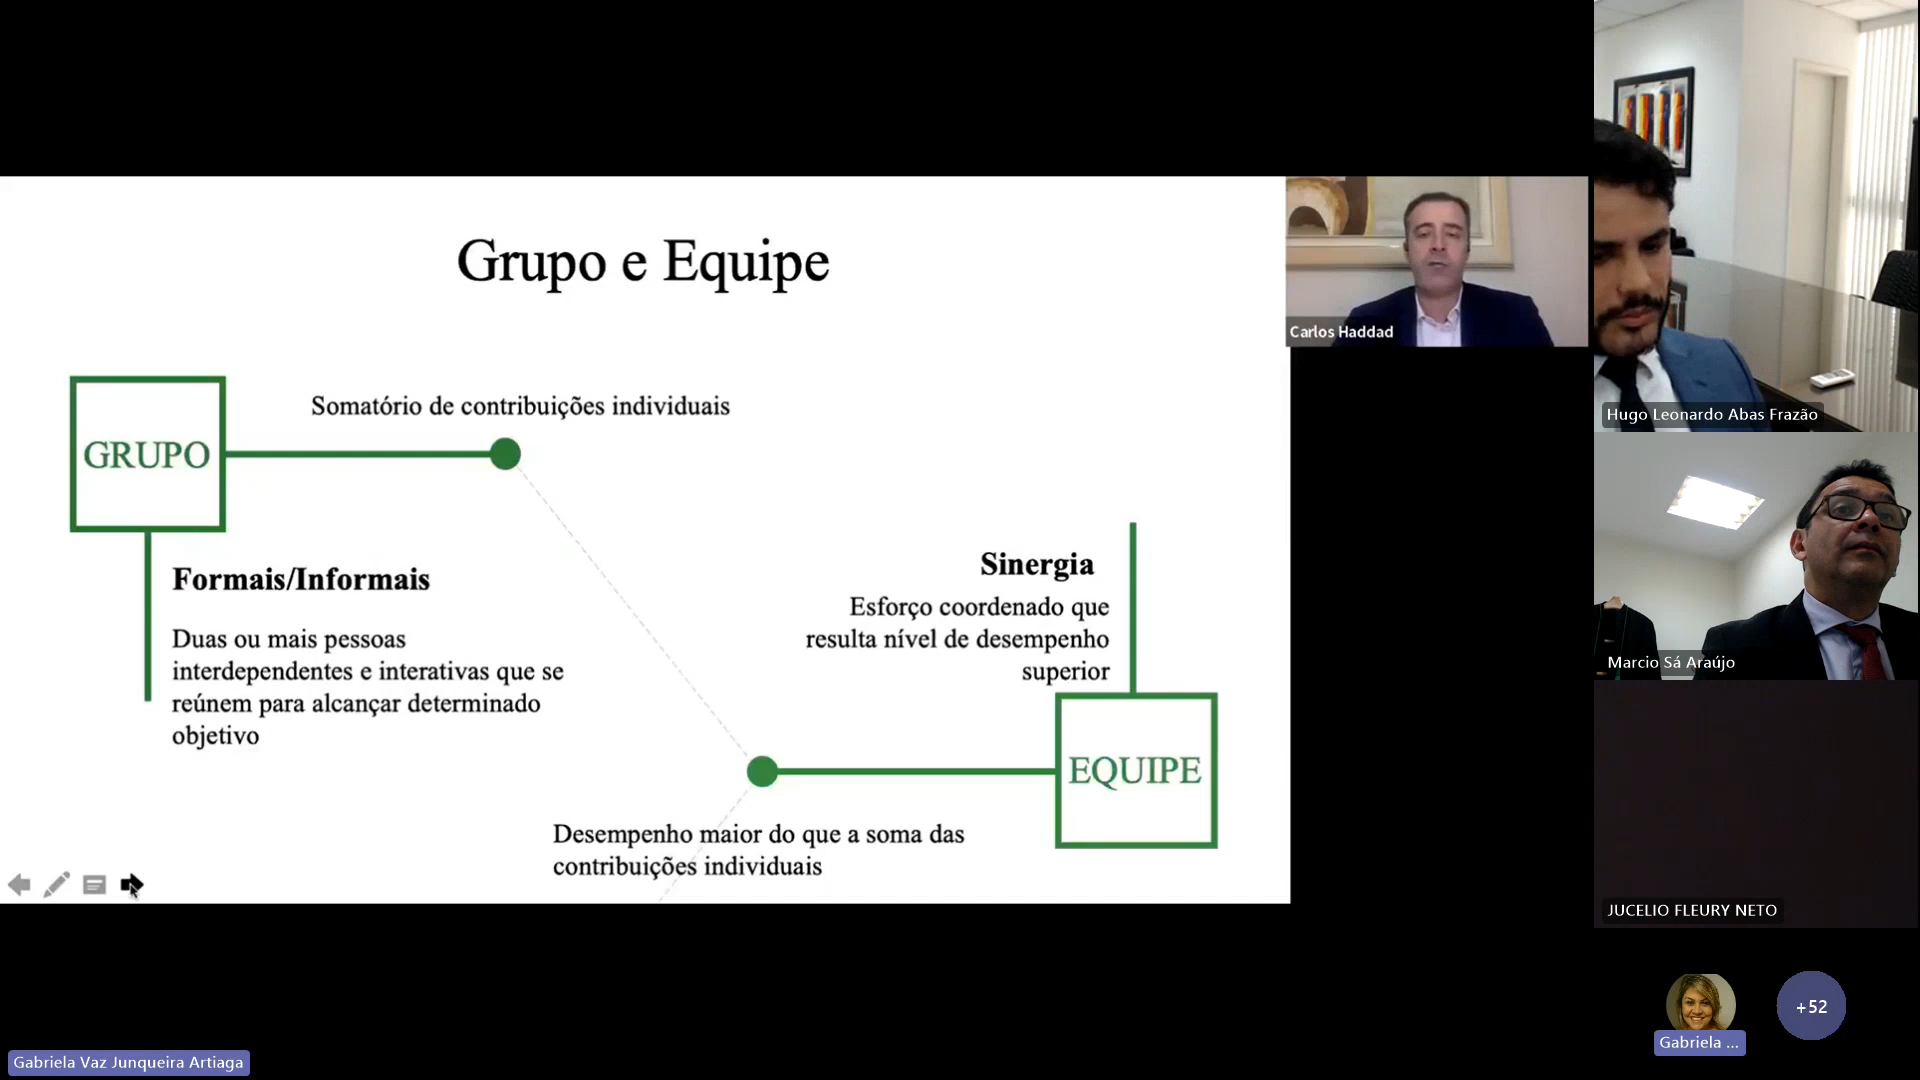 Grupo e Equipe
GRUPO
Somatório de contribuições individuais
Formais/Informais
Duas ou mais pessoas
interdependentes e interativas que se
reúnem para alcançar determinado
objetivo
Sinergia
Esforço coordenado que
resulta nível de desempenho
superior
EQUIPE
Desempenho maior do que a soma das
contribuições individuais
Carlos Haddad
Hugo Leonardo Abas Frazão
Marcio Sá Araújo
JUCELIO FLEURY NETO
Gabriela ...
+52
Gabriela Vaz Junqueira Artiaga